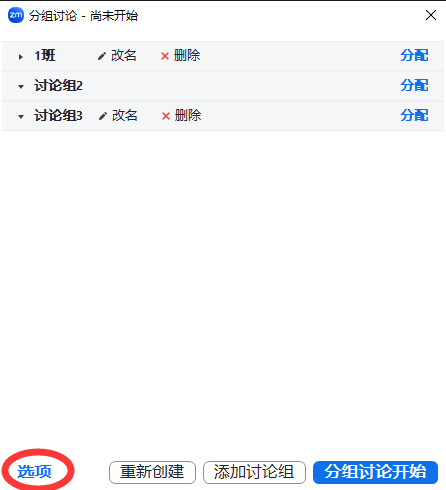 zm 分组讨论 - 尚未开始
1班 改名 删除 分配
讨论组2 分配
讨论组3 改名 删除 分配
选项 重新创建 添加讨论组 分组讨论开始